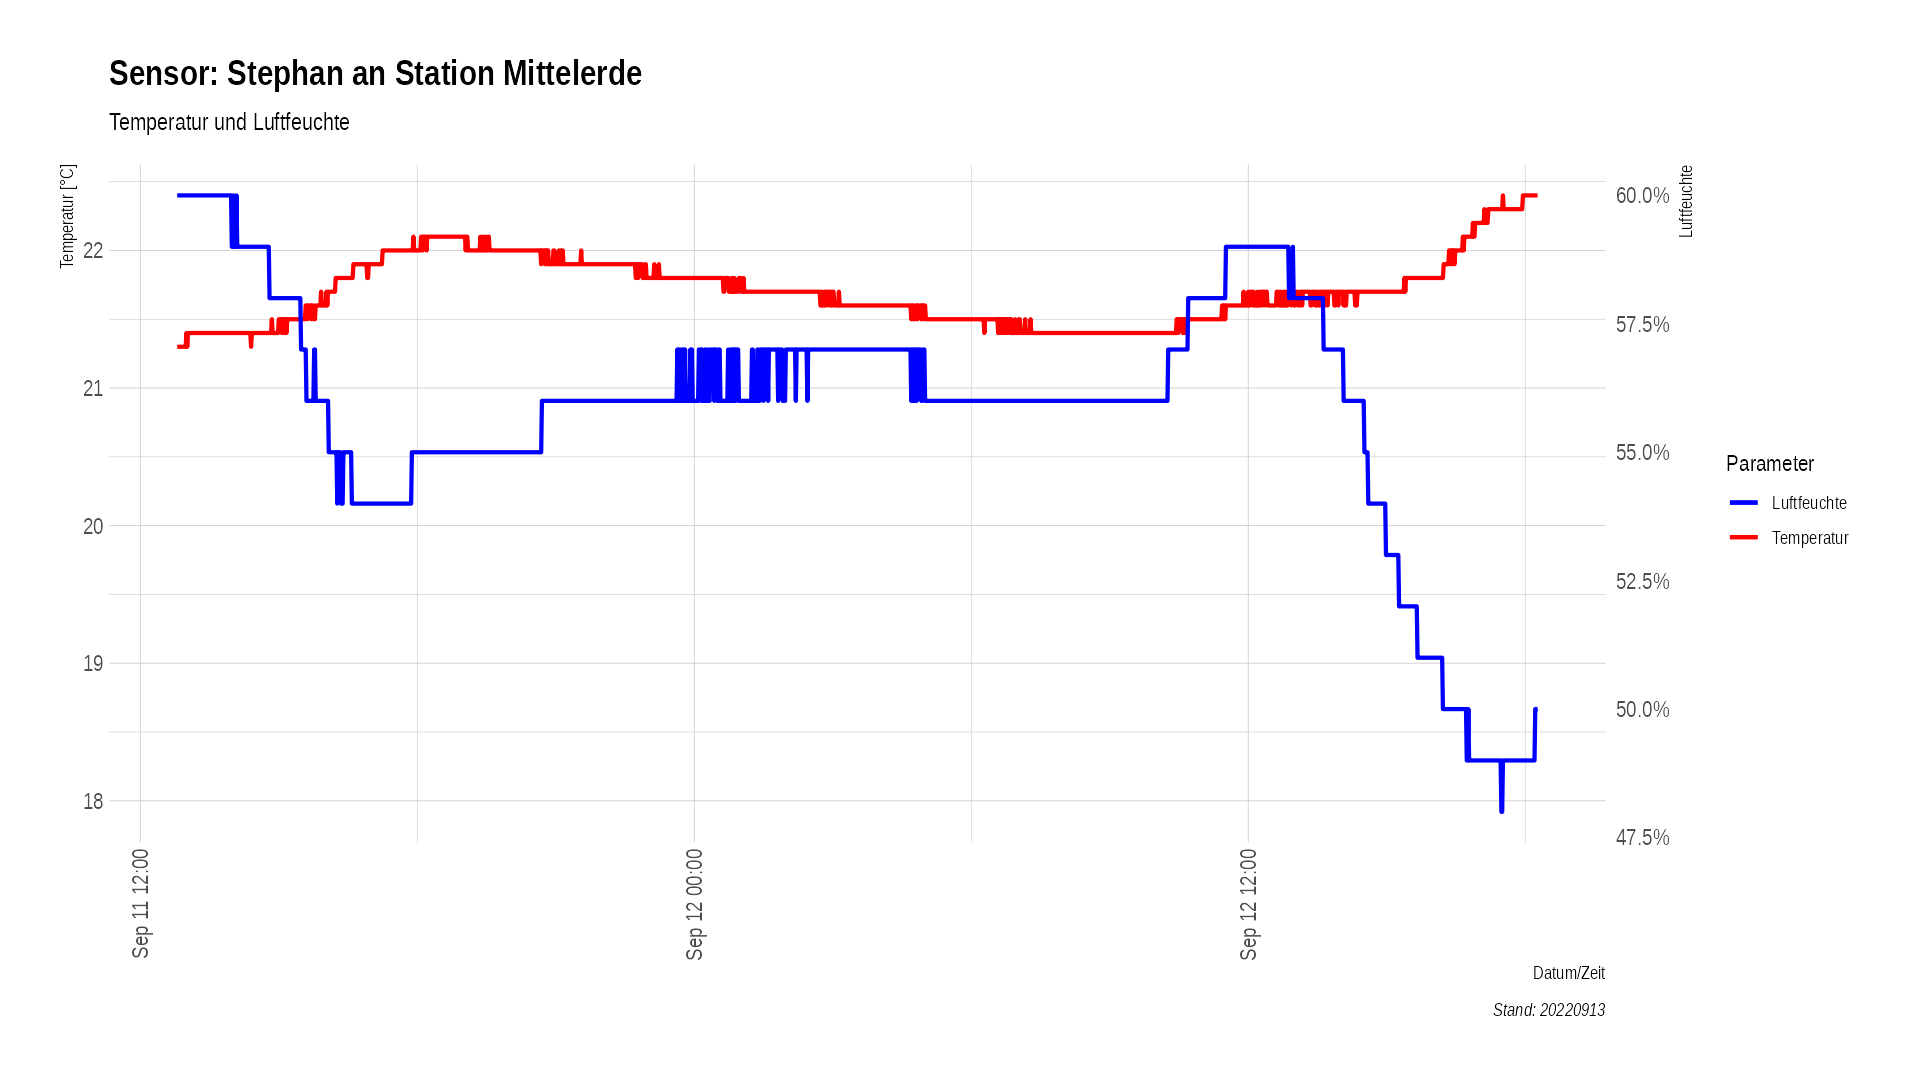 Sensor: Stephan an Station Mittelerde
Temperatur und Luftfeuchte
Temperatur [°C]
22
21
20
19
18
60.0%
57.5%
55.0%
52.5%
50.0%
47.5%
Luftfeuchte
Sep 11 12:00
Sep 12 00:00
Sep 12 12:00
Datum/Zeit
Parameter
Luftfeuchte
Temperatur
Stand: 20220913